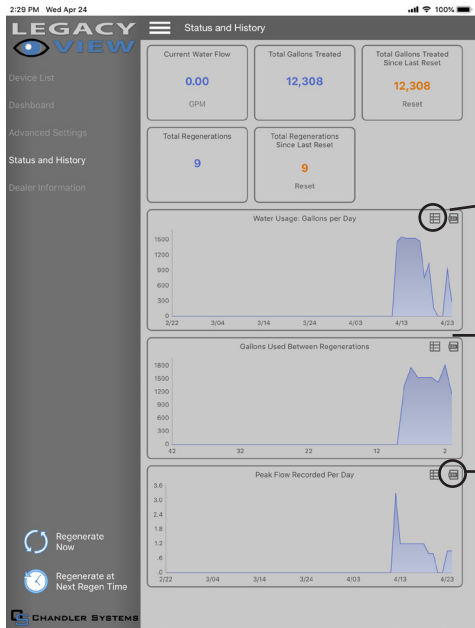 2:29 PM Wed Apr 24
100%
LEGACY
VIEW
Status and History
Device List
Dashboard
Advanced Settings
Status and History
Dealer Information
Regenerate
Now
Regenerate at
Next Regen Time
CHANDLER SYSTEMS
Current Water Flow
0.00
GPM
Total Gallons Treated
12,308
Total Gallons Treated
Since Last Reset
12,308
Reset
Total Regenerations
9
Total Regenerations
Since Last Reset
9
Reset
Water Usage: Gallons per Day
1500
1200
900
600
300
0
2/22 3/04 3/14 3/24 4/03 4/13 4/23
Gallons Used Between Regenerations
1800
1500
1200
900
600
300
0
42 32 22 12 2
Peak Flow Recorded Per Day
3.6
3.0
2.4
1.8
1.2
.6
0
2/22 3/04 3/14 3/24 4/03 4/13 4/23